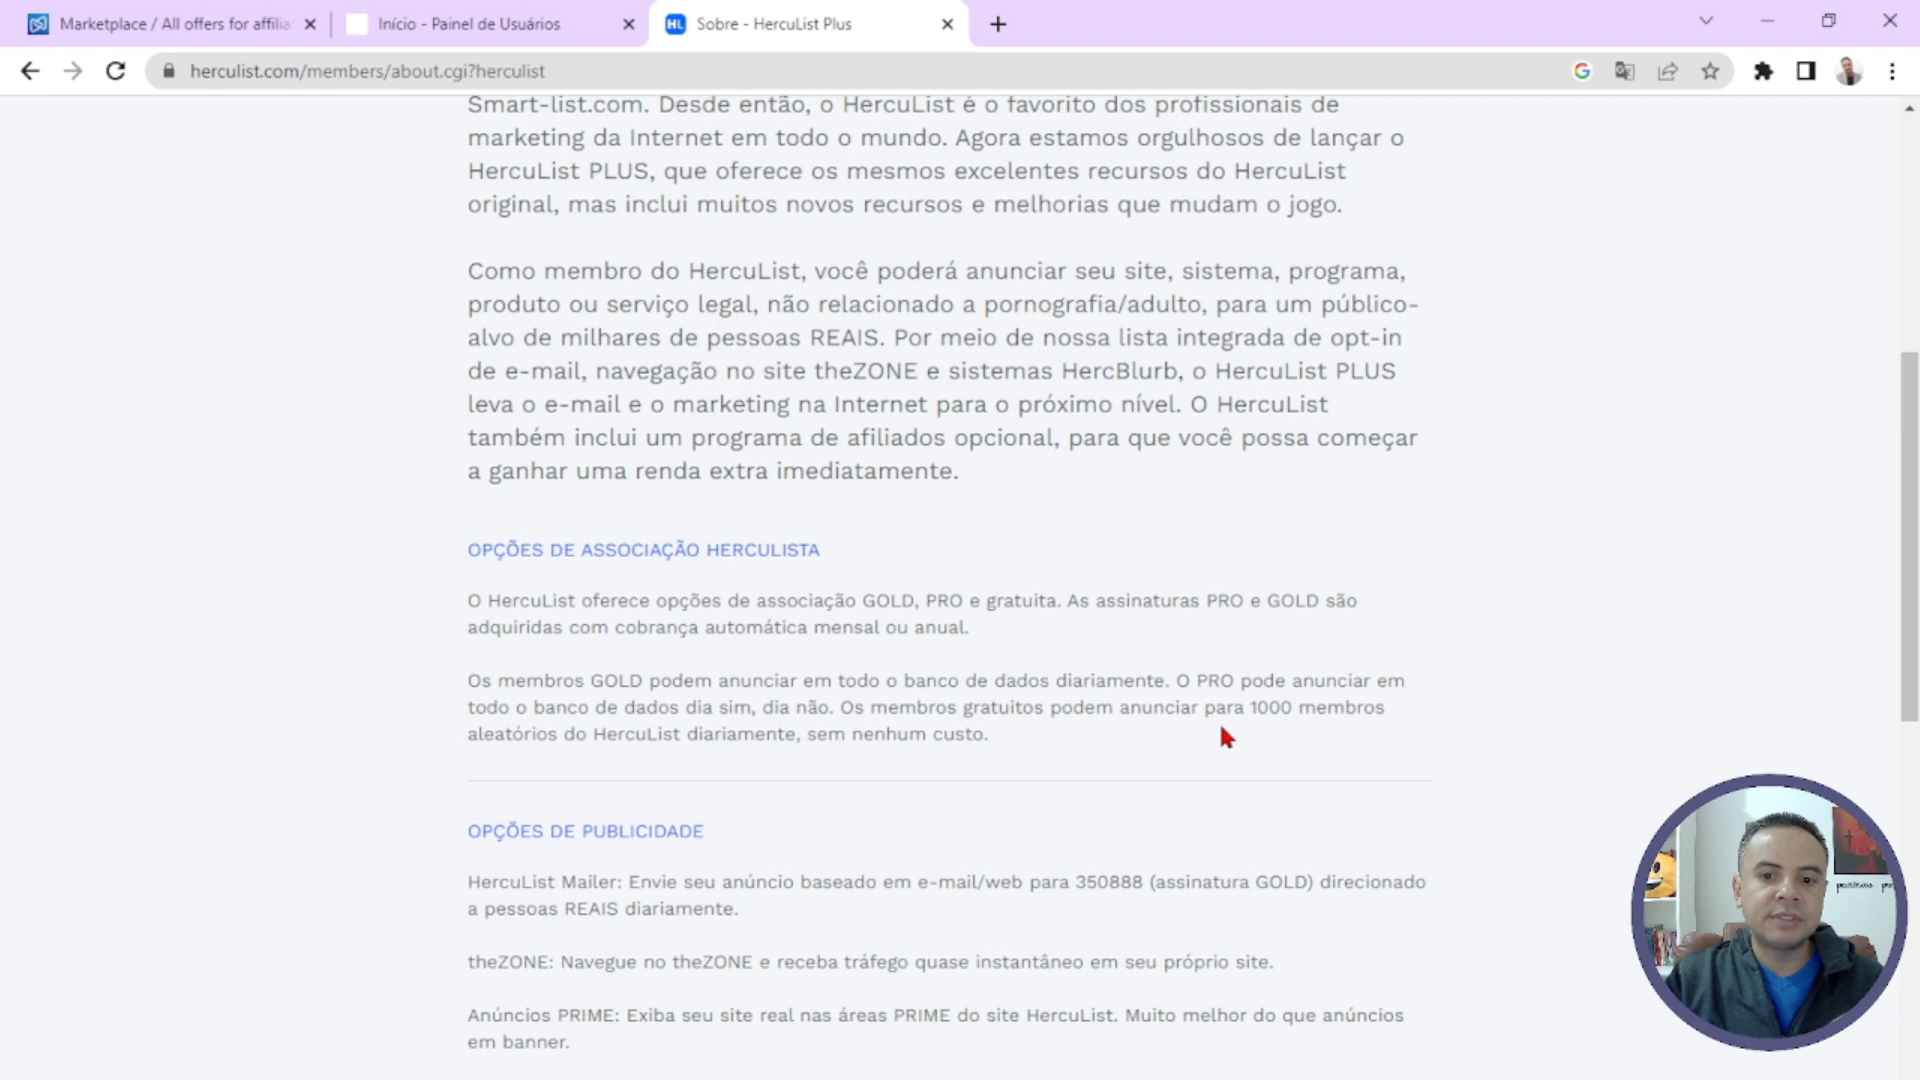 Marketplace / All offers for affilia
Início - Painel de Usuários
HL Sobre - HercuList Plus
herculist.com/members/about.cgi?herculist
Smart-list.com. Desde então, o HercuList é o favorito dos profissionais de
marketing da Internet em todo o mundo. Agora estamos orgulhosos de lançar o
HercuList PLUS, que oferece os mesmos excelentes recursos do HercuList
original, mas inclui muitos novos recursos e melhorias que mudam o jogo.
Como membro do HercuList, você poderá anunciar seu site, sistema, programa,
produto ou serviço legal, não relacionado a pornografia/adulto, para um público-
alvo de milhares de pessoas REAIS. Por meio de nossa lista integrada de opt-in
de e-mail, navegação no site theZONE e sistemas HercBlurb, o HercuList PLUS
leva o e-mail e o marketing na Internet para o próximo nível. O HercuList
também inclui um programa de afiliados opcional, para que você possa começar
a ganhar uma renda extra imediatamente.
OPÇÕES DE ASSOCIAÇÃO HERCULISTA
O HercuList oferece opções de associação GOLD, PRO e gratuita. As assinaturas PRO e GOLD são
adquiridas com cobrança automática mensal ou anual.
Os membros GOLD podem anunciar em todo o banco de dados diariamente. O PRO pode anunciar em
todo o banco de dados dia sim, dia não. Os membros gratuitos podem anunciar para 1000 membros
aleatórios do HercuList diariamente, sem nenhum custo.
OPÇÕES DE PUBLICIDADE
HercuList Mailer: Envie seu anúncio baseado em e-mail/web para 350888 (assinatura GOLD) direcionado
a pessoas REAIS diariamente.
theZONE: Navegue no theZONE e receba tráfego quase instantâneo em seu próprio site.
Anúncios PRIME: Exiba seu site real nas áreas PRIME do site HercuList. Muito melhor do que anúncios
em banner.